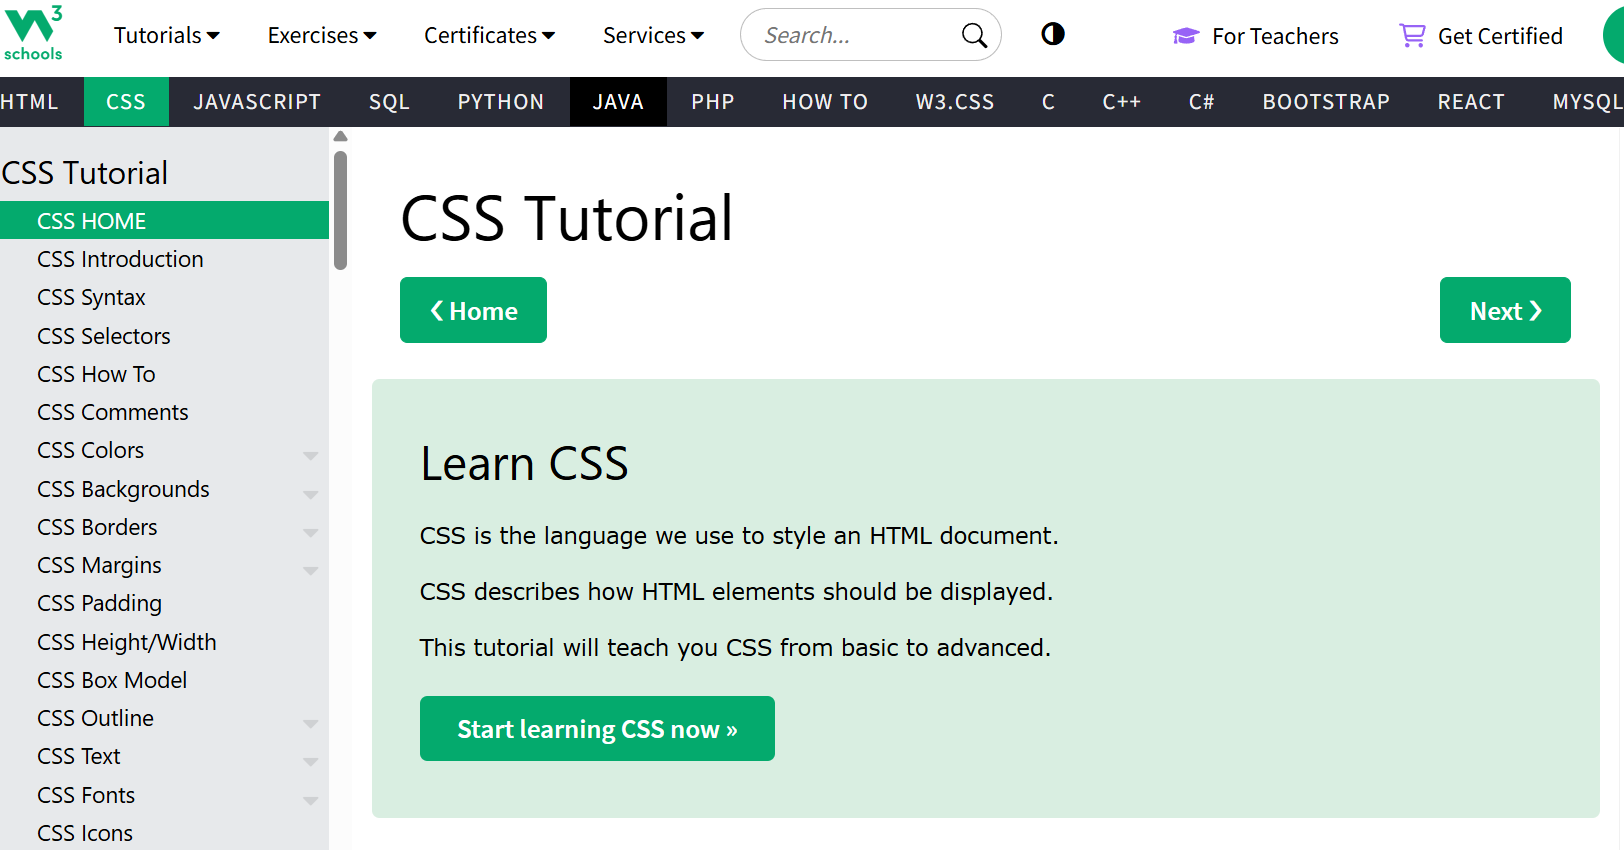 W3 schools
Tutorials Exercises Certificates Services Search... For Teachers Get Certified
HTML CSS JAVASCRIPT SQL PYTHON JAVA PHP HOW TO W3.CSS C C++ C# BOOTSTRAP REACT MYSQL
CSS Tutorial
CSS HOME
CSS Introduction
CSS Syntax
CSS Selectors
CSS How To
CSS Comments
CSS Colors
CSS Backgrounds
CSS Borders
CSS Margins
CSS Padding
CSS Height/Width
CSS Box Model
CSS Outline
CSS Text
CSS Fonts
CSS Icons
CSS Tutorial
❮ Home Next ❯
Learn CSS
CSS is the language we use to style an HTML document.
CSS describes how HTML elements should be displayed.
This tutorial will teach you CSS from basic to advanced.
Start learning CSS now »